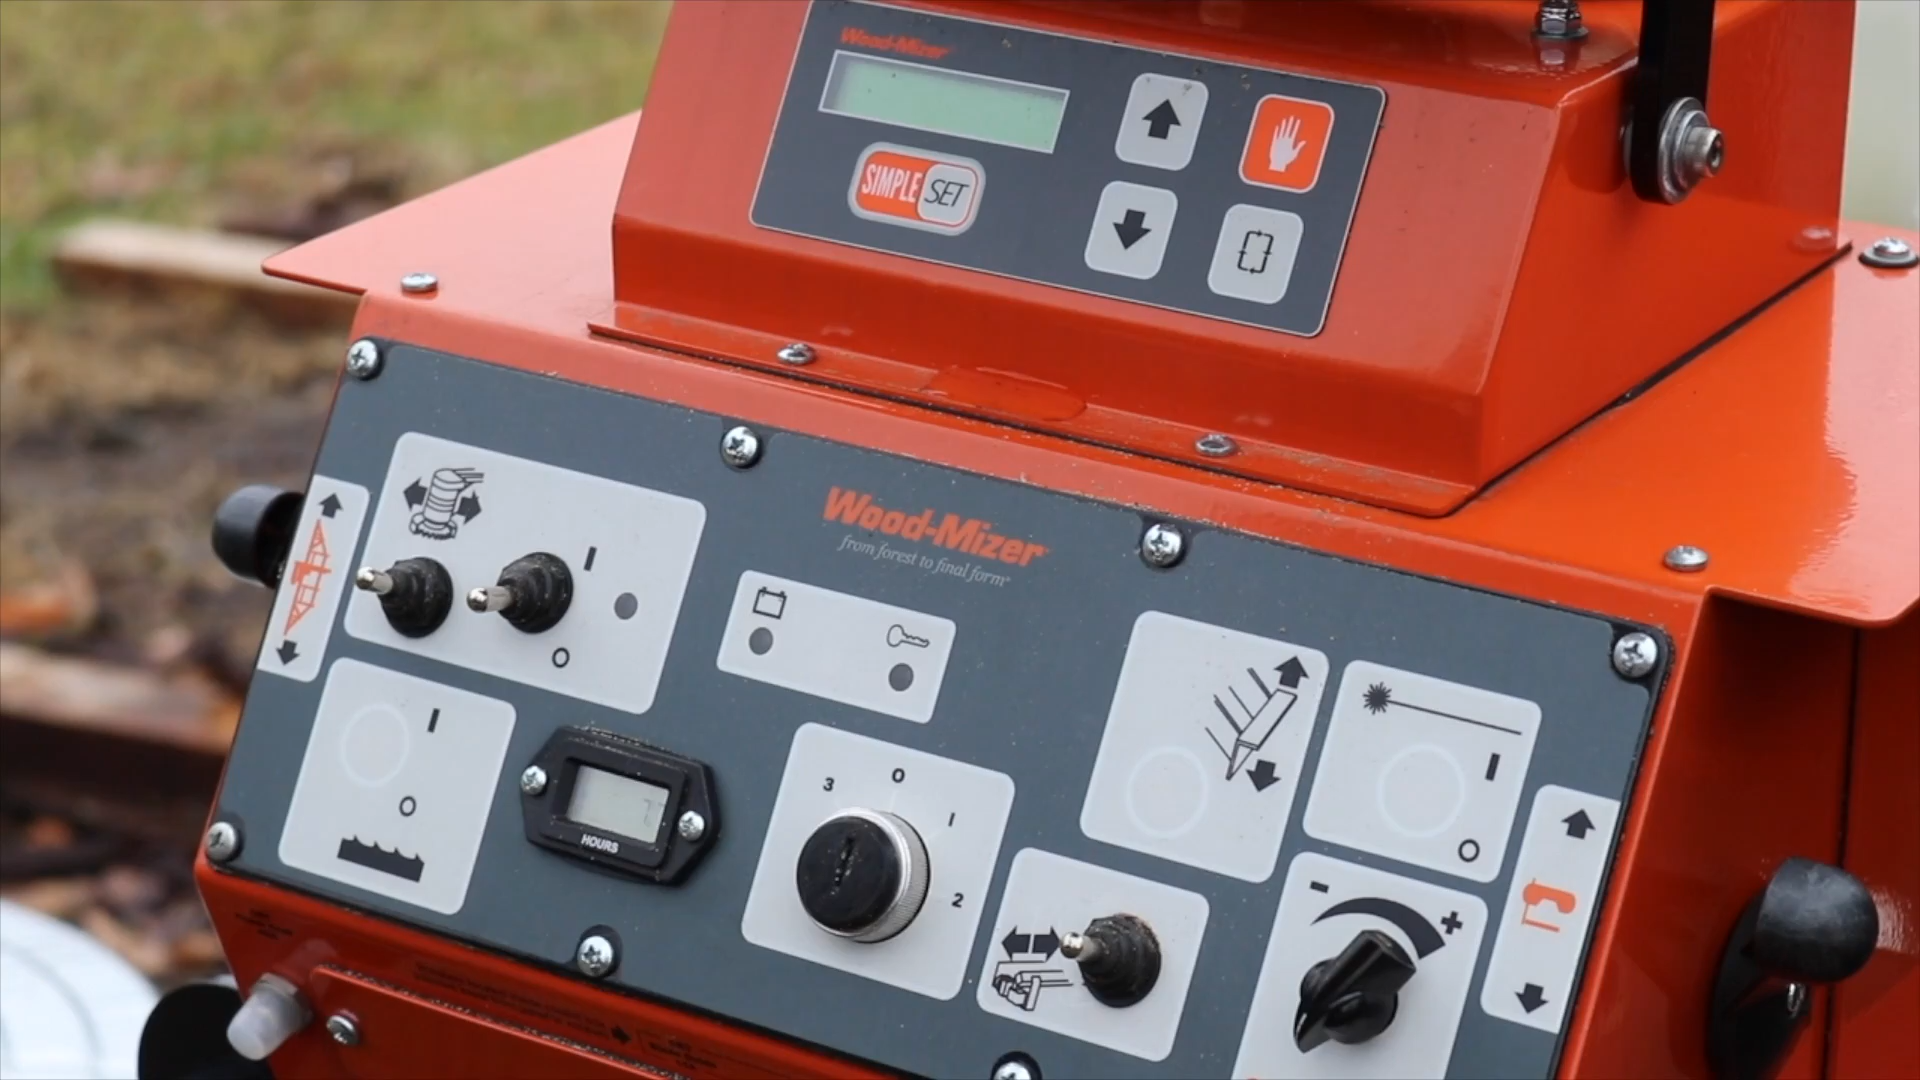 Wood-Mizer
SIMPLE SET
Wood-Mizer
from forest to final form
I
O
I
O
HOURS
3
0
1
2
I
O
-
+